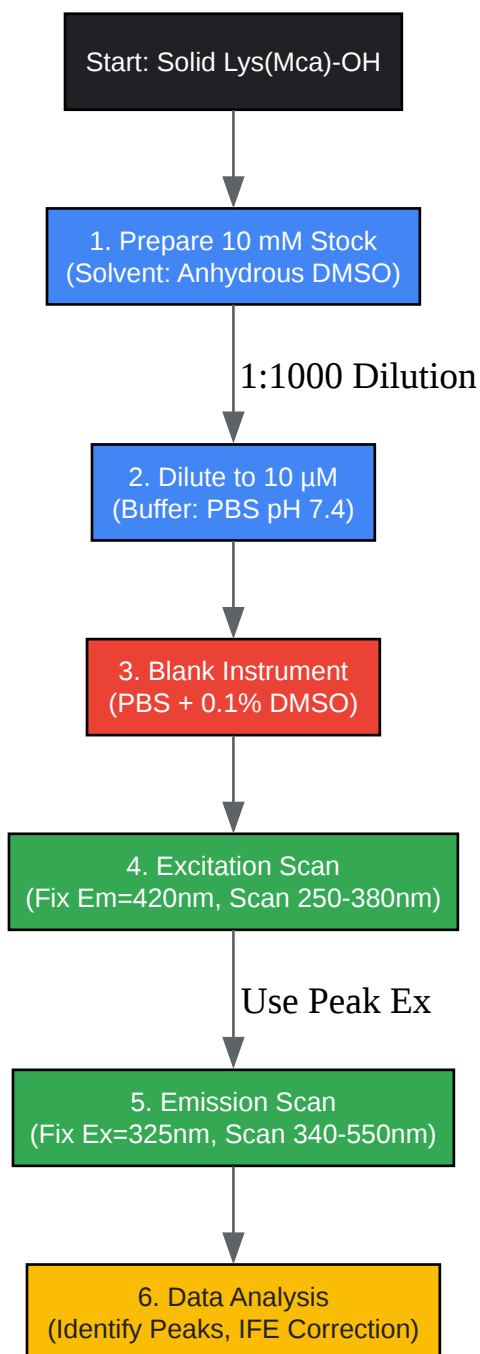 Start: Solid Lys(Mca)-OH
1. Prepare 10 mM Stock
(Solvent: Anhydrous DMSO)
1:1000 Dilution
2. Dilute to 10 µM
(Buffer: PBS pH 7.4)
3. Blank Instrument
(PBS + 0.1% DMSO)
4. Excitation Scan
(Fix Em=420nm, Scan 250-380nm)
Use Peak Ex
5. Emission Scan
(Fix Ex=325nm, Scan 340-550nm)
6. Data Analysis
(Identify Peaks, IFE Correction)